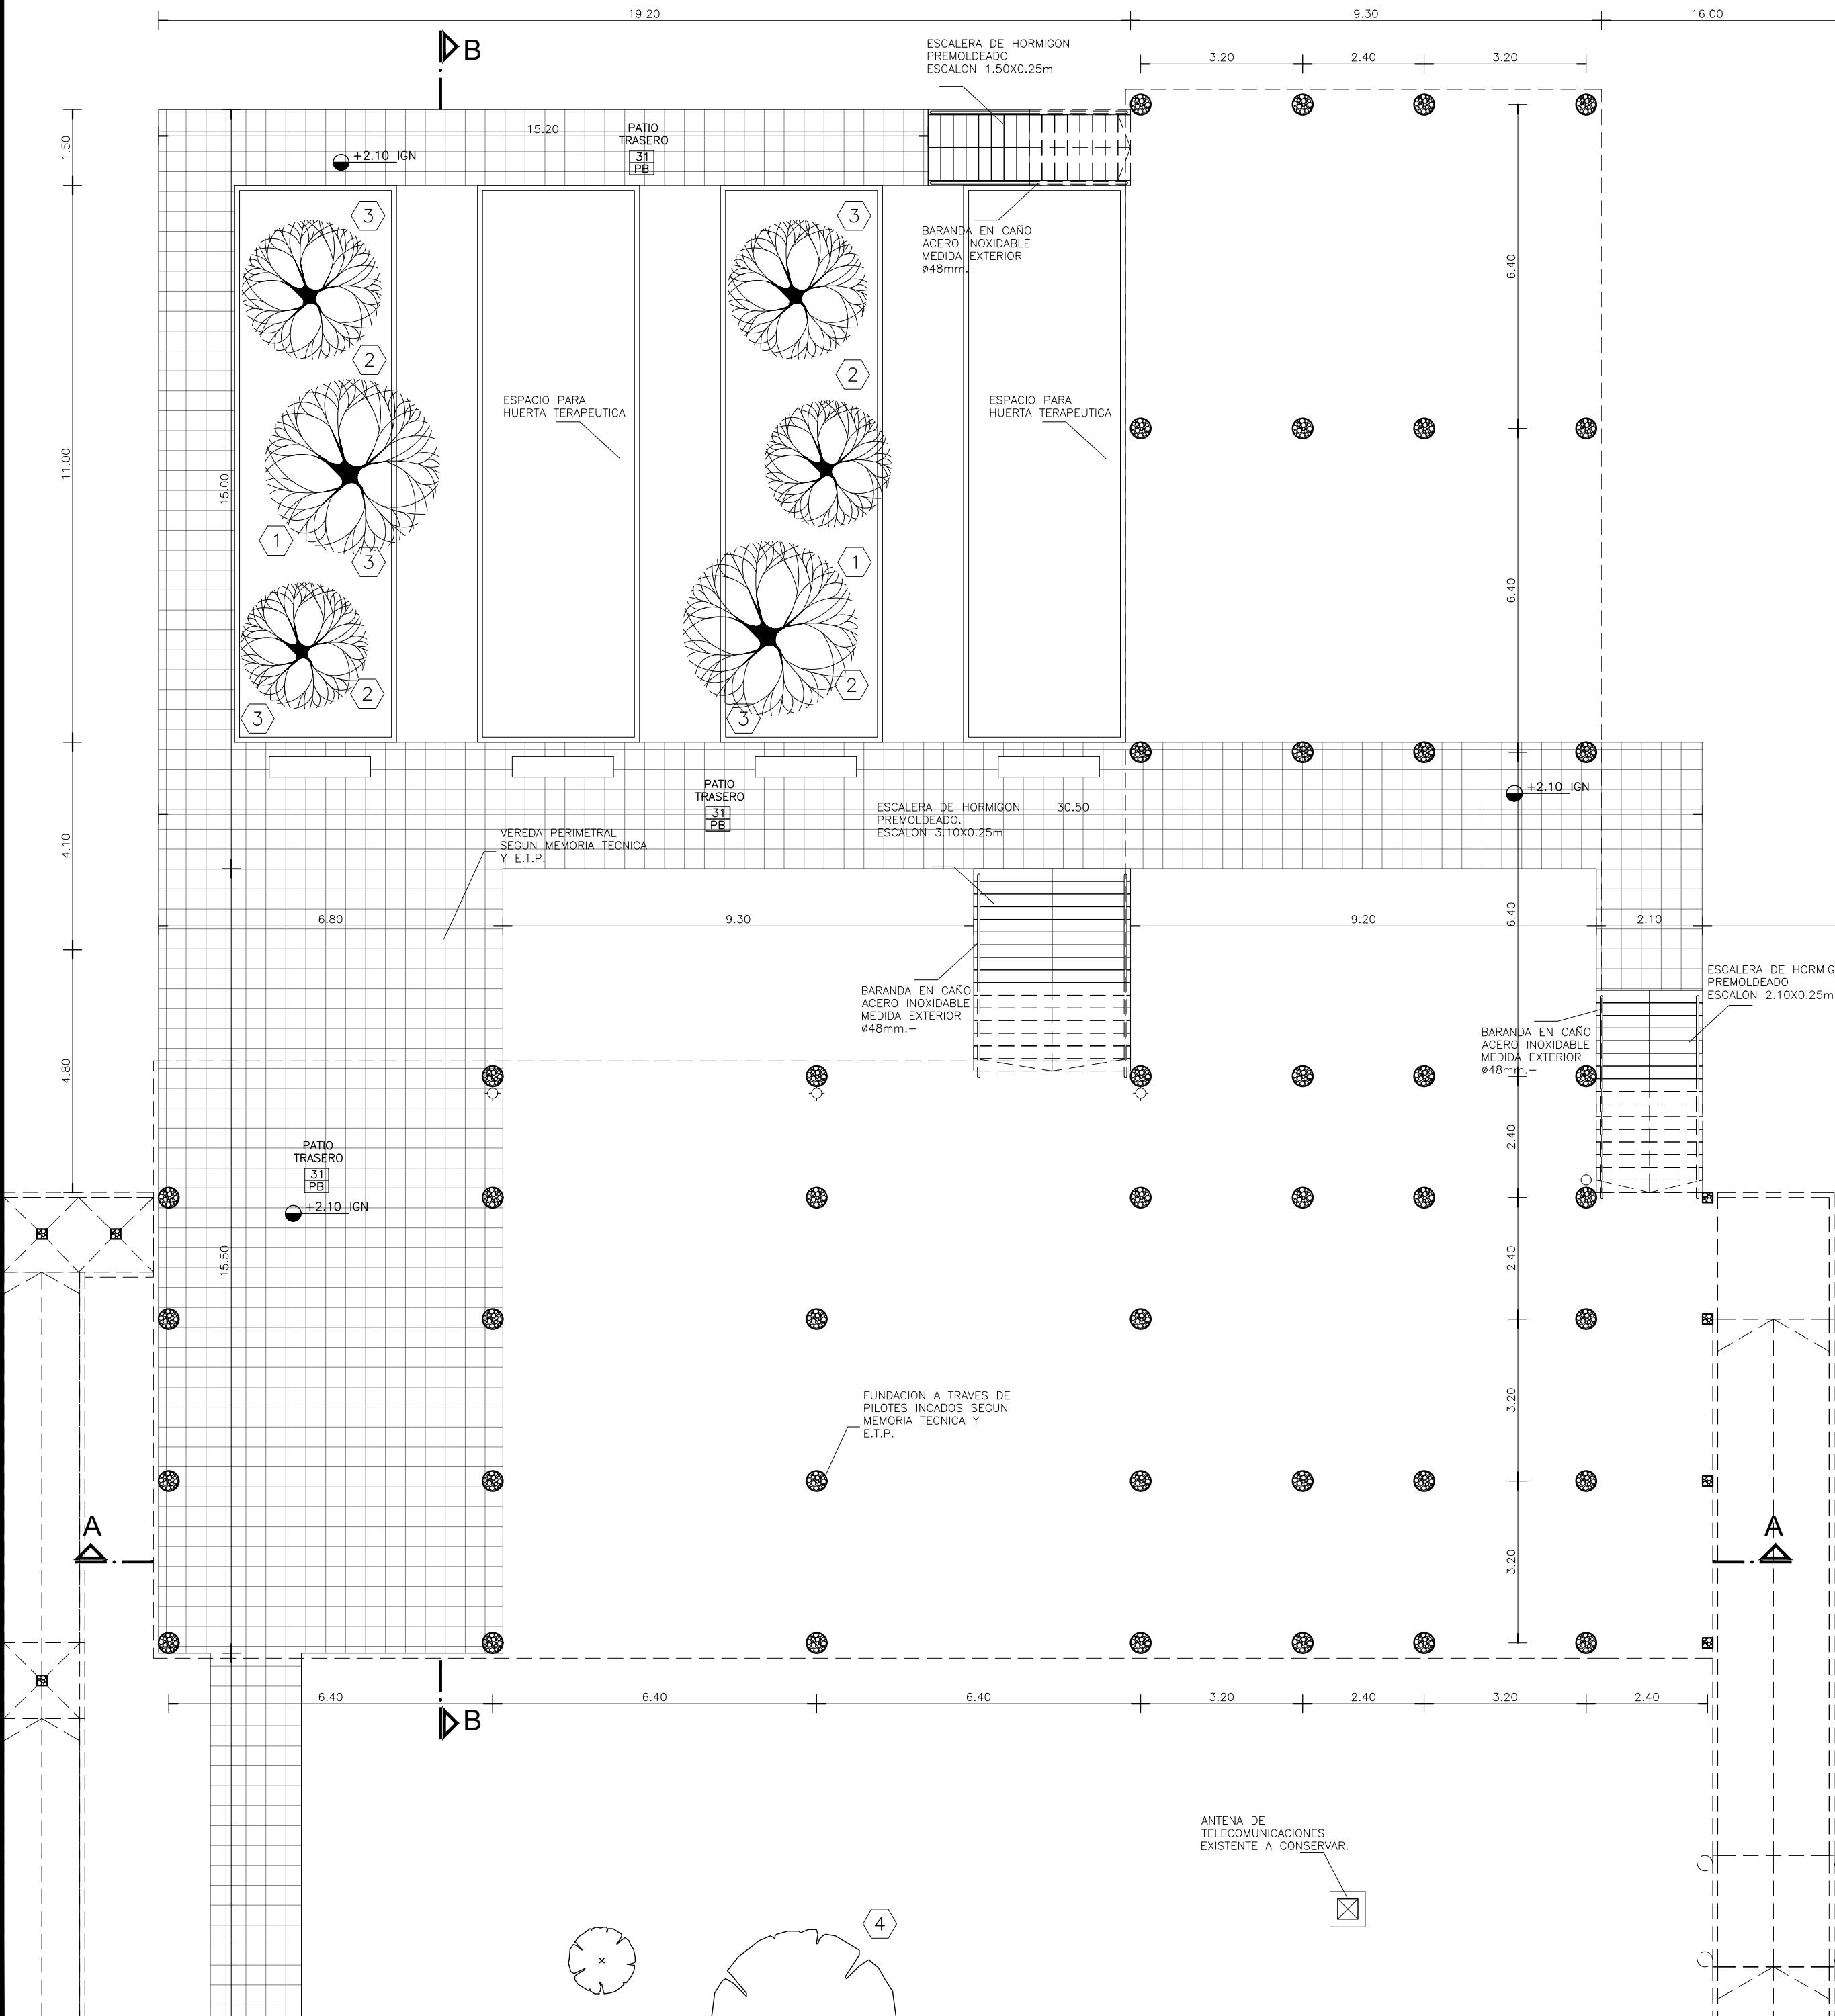 19.20
9.30
16.00
B
ESCALERA DE HORMIGON
PREMOLDEADO
ESCALON 1.50X0.25m
3.20
2.40
3.20
1.50
15.20
PATIO
TRASERO
31
PB
+2.10 IGN
3
3
BARANDA EN CAÑO
ACERO INOXIDABLE
MEDIDA EXTERIOR
Ø48mm.-
6.40
2
2
ESPACIO PARA
HUERTA TERAPEUTICA
ESPACIO PARA
HUERTA TERAPEUTICA
11.00
15.00
1
3
1
6.40
2
3
2
3
PATIO
TRASERO
31
PB
+2.10 IGN
ESCALERA DE HORMIGON
PREMOLDEADO.
ESCALON 3.10X0.25m
30.50
VEREDA PERIMETRAL
SEGUN MEMORIA TECNICA
Y E.T.P.
4.10
6.80
9.30
9.20
6.40
2.10
BARANDA EN CAÑO
ACERO INOXIDABLE
MEDIDA EXTERIOR
Ø48mm.-
ESCALERA DE HORMIG
PREMOLDEADO
ESCALON 2.10X0.25m
BARANDA EN CAÑO
ACERO INOXIDABLE
MEDIDA EXTERIOR
Ø48mm.-
4.80
2.40
PATIO
TRASERO
31
PB
+2.10 IGN
15.50
2.40
FUNDACION A TRAVES DE
PILOTES INCADOS SEGUN
MEMORIA TECNICA Y
E.T.P.
3.20
A
A
3.20
6.40
6.40
6.40
3.20
2.40
3.20
2.40
B
ANTENA DE
TELECOMUNICACIONES
EXISTENTE A CONSERVAR.
4